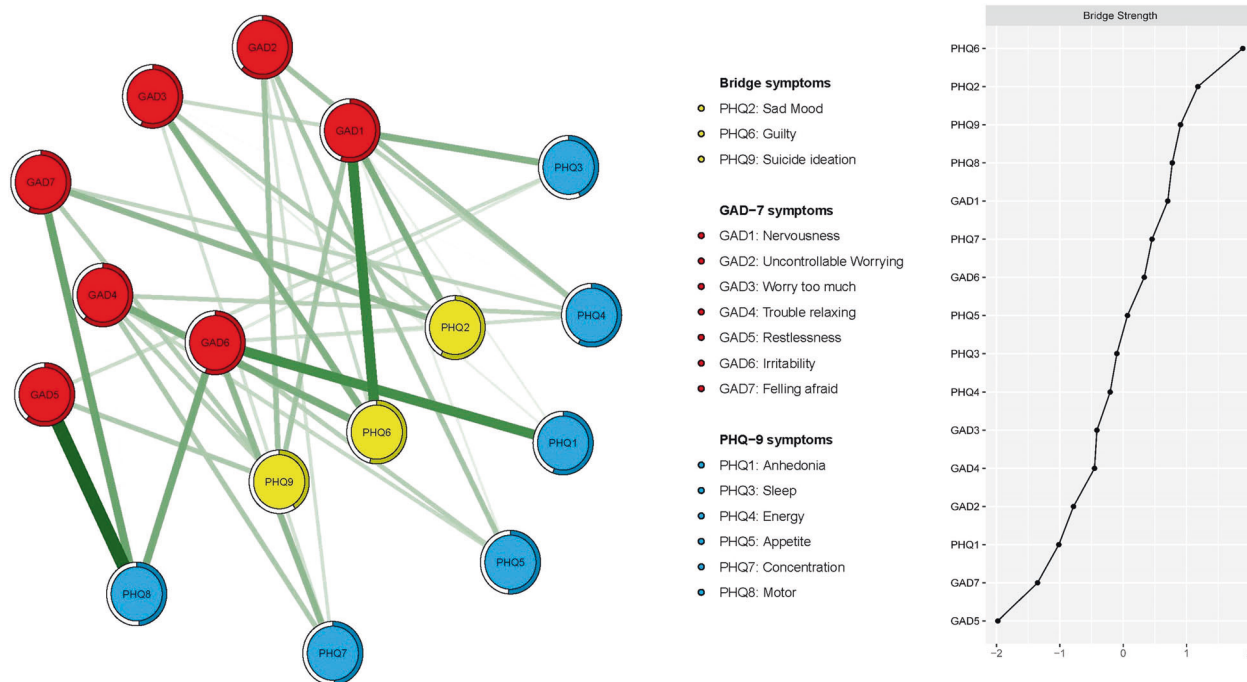 GAD2
GAD3
GAD1
PHQ3
GAD7
GAD4
PHQ4
PHQ2
GAD6
GAD5
PHQ6
PHQ1
PHQ9
PHQ5
PHQ8
PHQ7
Bridge symptoms
PHQ2: Sad Mood
PHQ6: Guilty
PHQ9: Suicide ideation
GAD−7 symptoms
GAD1: Nervousness
GAD2: Uncontrollable Worrying
GAD3: Worry too much
GAD4: Trouble relaxing
GAD5: Restlessness
GAD6: Irritability
GAD7: Felling afraid
PHQ−9 symptoms
PHQ1: Anhedonia
PHQ3: Sleep
PHQ4: Energy
PHQ5: Appetite
PHQ7: Concentration
PHQ8: Motor
Bridge Strength
PHQ6
PHQ2
PHQ9
PHQ8
GAD1
PHQ7
GAD6
PHQ5
PHQ3
PHQ4
GAD3
GAD4
GAD2
PHQ1
GAD7
GAD5
−2 −1 0 1